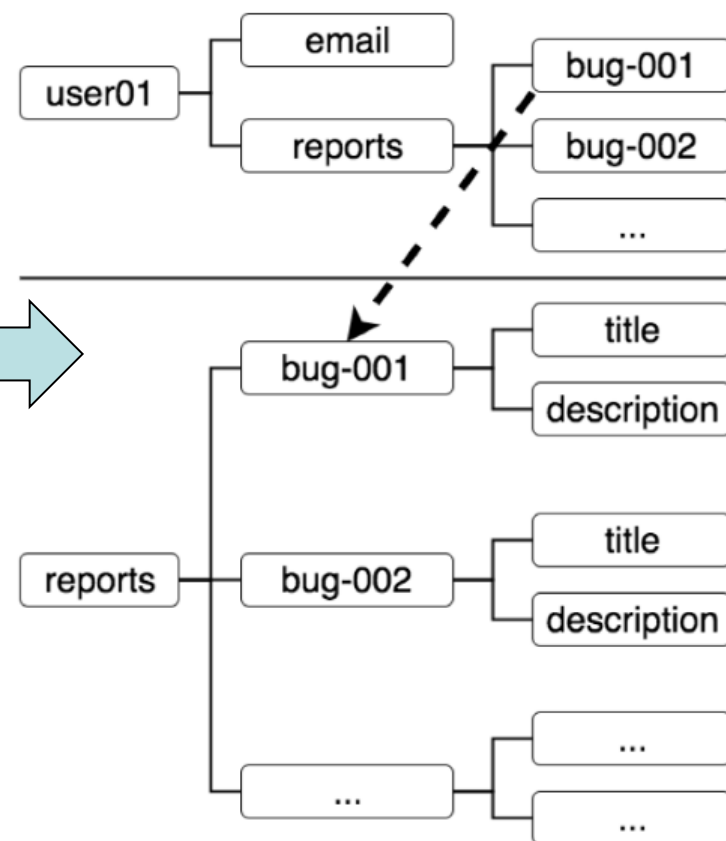 email
user01
bug-001
reports
bug-002
...
title
bug-001
description
title
reports
bug-002
description
...
...
...